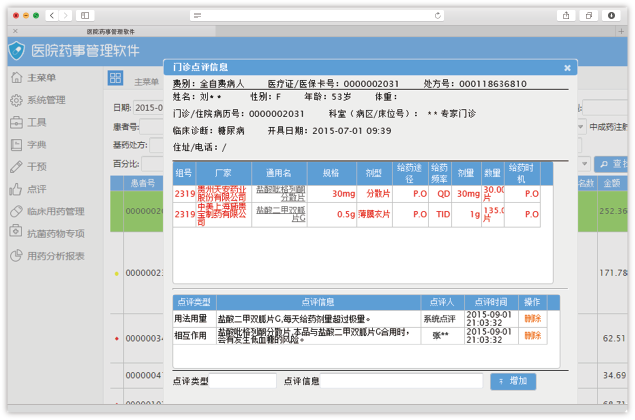 医院药事管理软件
医院药事管理软件
主菜单
系统管理
工具
字典
干预
点评
临床用药管理
抗菌药物专项
用药分析报表
主菜单
日期: 2015-0
患者号:
基药处方:
百分比:
中成药注射
查
患者号
名数 金额
0000002
252.36
0000002
171.78
0000003
62.51
000004
34.69
68.71
门诊点评信息
费别: 全自费病人 医疗证/医保卡号: 0000002031 处方号: 000118636810
姓名: 刘** 性别: F 年龄: 53岁 体重:
门诊/住院病历号: 0000002031 科室（病区/床位号）: **专家门诊
临床诊断: 糖尿病 开具日期: 2015-07-01 09:39
住址/电话: /
组号 厂家 通用名 规格 剂型 给药途径 给药频率 剂量 数量 给药时机
2319 贵州天安药业股份有限公司 盐酸吡格列酮分散片 30mg 分散片 P.O QD 30mg 30.00片 P.O
2319 中美上海施贵宝制药有限公司 盐酸二甲双胍片G 0.5g 薄膜衣片 P.O TID 1g 135.0片 P.O
点评类型 点评信息 点评人 点评时间 操作
用法用量 盐酸二甲双胍片G,每天给药剂量超过极量。 系统点评 2015-09-01 21:03:32 删除
相互作用 盐酸吡格列酮分散片,本品与盐酸二甲双胍片G合用时，会有发生低血糖的风险。 张** 2015-09-01 21:03:32 删除
点评类型 点评信息 增加